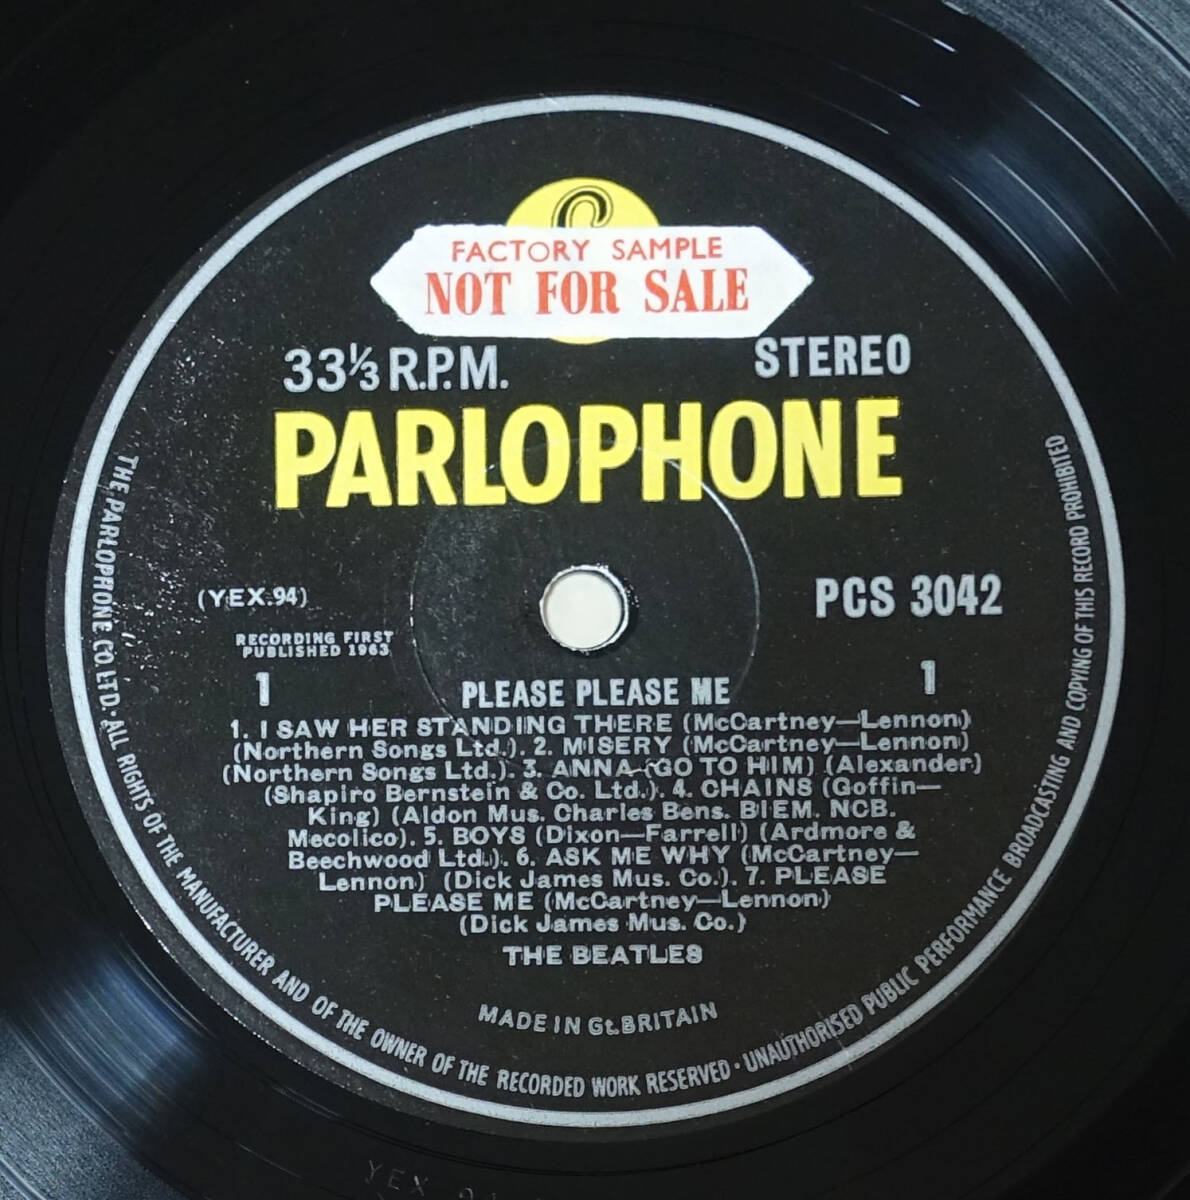 FACTORY SAMPLE
NOT FOR SALE
33⅓ R.P.M.
STEREO
PARLOPHONE
(YEX.94)
PCS 3042
RECORDING FIRST
PUBLISHED 1963
1
PLEASE PLEASE ME
1
1. I SAW HER STANDING THERE (McCartney—Lennon)
(Northern Songs Ltd.). 2. MISERY (McCartney—Lennon)
(Northern Songs Ltd.). 3. ANNA (GO TO HIM) (Alexander)
(Shapiro Bernstein & Co. Ltd.). 4. CHAINS (Goffin—
King) (Aldon Mus. Charles Bens. BIEM. NCB.
Mecolico). 5. BOYS (Dixon—Farrell) (Ardmore &
Beechwood Ltd.). 6. ASK ME WHY (McCartney—
Lennon) (Dick James Mus. Co.). 7. PLEASE
PLEASE ME (McCartney—Lennon)
(Dick James Mus. Co.)
THE BEATLES
MADE IN Gt. BRITAIN
THE PARLOPHONE CO. LTD. ALL RIGHTS OF THE MANUFACTURER AND OF THE OWNER OF THE RECORDED WORK RESERVED · UNAUTHORISED PUBLIC PERFORMANCE BROADCASTING AND COPYING OF THIS RECORD PROHIBITED
YEX